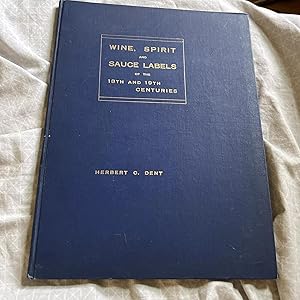 WINE, SPIRIT
AND
SAUCE LABELS
OF THE
18TH AND 19TH
CENTURIES
HERBERT C. DENT